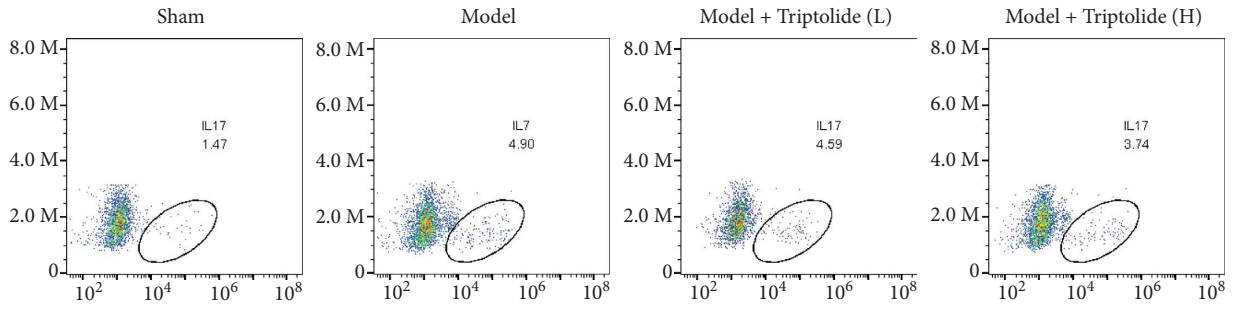 Sham
8.0 M
6.0 M
4.0 M
2.0 M
0
IL17
1.47
10² 10⁴ 10⁶ 10⁸
Model
8.0 M
6.0 M
4.0 M
2.0 M
0
IL7
4.90
10² 10⁴ 10⁶ 10⁸
Model + Triptolide (L)
8.0 M
6.0 M
4.0 M
2.0 M
0
IL17
4.59
10² 10⁴ 10⁶ 10⁸
Model + Triptolide (H)
8.0 M
6.0 M
4.0 M
2.0 M
0
IL17
3.74
10² 10⁴ 10⁶ 10⁸